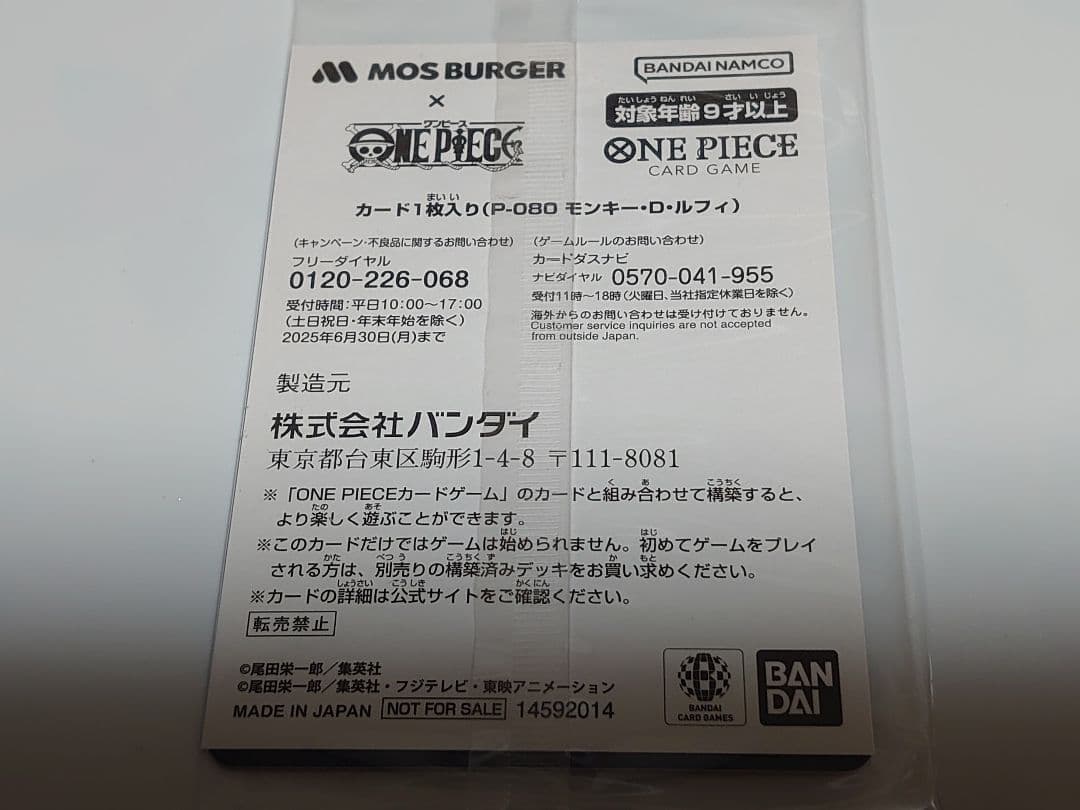 MOS BURGER
×
ワンピース
ONE PIECE
BANDAI NAMCO
たいしょうねんれい さいいじょう
対象年齢9才以上
ONE PIECE
CARD GAME
まいい
カード1枚入り(P-080 モンキー・D・ルフィ)
(キャンペーン・不良品に関するお問い合わせ)
フリーダイヤル
0120-226-068
受付時間:平日10:00〜17:00
(土日祝日・年末年始を除く)
2025年6月30日(月)まで
(ゲームルールのお問い合わせ)
カードダスナビ
ナビダイヤル 0570-041-955
受付11時〜18時(火曜日、当社指定休業日を除く)
海外からのお問い合わせは受け付けておりません。
Customer service inquiries are not accepted
from outside Japan.
製造元
株式会社バンダイ
東京都台東区駒形1-4-8 〒111-8081
く あ こうちく
※「ONE PIECEカードゲーム」のカードと組み合わせて構築すると、
たの あそ
より楽しく遊ぶことができます。
はじ はじ
※このカードだけではゲームは始められません。初めてゲームをプレイ
かた べつう こうちくず か もと
される方は、別売りの構築済みデッキをお買い求めください。
しょうさい こうしき かくにん
※カードの詳細は公式サイトをご確認ください。
転売禁止
©尾田栄一郎/集英社
©尾田栄一郎/集英社・フジテレビ・東映アニメーション
MADE IN JAPAN NOT FOR SALE 14592014
BANDAI
CARD GAMES
BAN
DAI